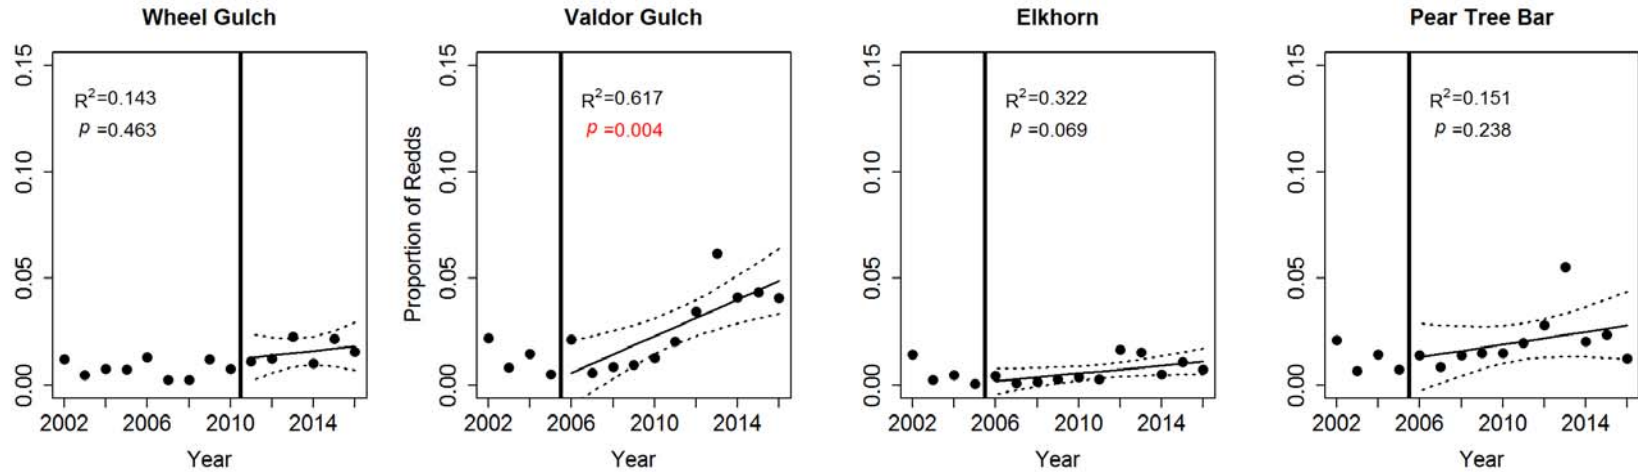 Wheel Gulch
0.15
0.10
0.05
0.00
R²=0.143
p =0.463
2002 2006 2010 2014
Year
Valdor Gulch
Proportion of Redds
0.15
0.10
0.05
0.00
R²=0.617
p =0.004
2002 2006 2010 2014
Year
Elkhorn
0.15
0.10
0.05
0.00
R²=0.322
p =0.069
2002 2006 2010 2014
Year
Pear Tree Bar
0.15
0.10
0.05
0.00
R²=0.151
p =0.238
2002 2006 2010 2014
Year